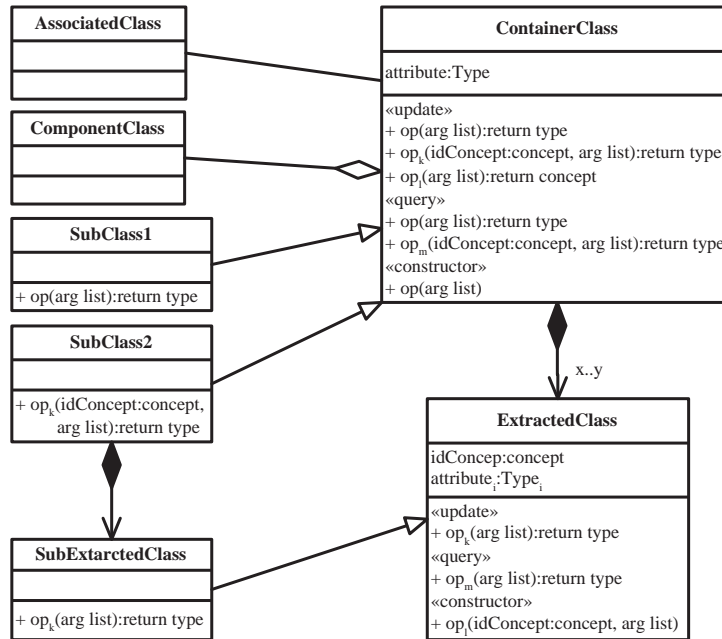 AssociatedClass
ComponentClass
SubClass1
+ op(arg list):return type
SubClass2
+ opk(idConcept:concept,
arg list):return type
SubExtarctedClass
+ opk(arg list):return type
ContainerClass
attribute:Type
«update»
+ op(arg list):return type
+ opk(idConcept:concept, arg list):return type
+ opl(arg list):return concept
«query»
+ op(arg list):return type
+ opm(idConcept:concept, arg list):return type
«constructor»
+ op(arg list)
x..y
ExtractedClass
idConcep:concept
attributei:Typei
«update»
+ opk(arg list):return type
«query»
+ opm(arg list):return type
«constructor»
+ opl(idConcept:concept, arg list)